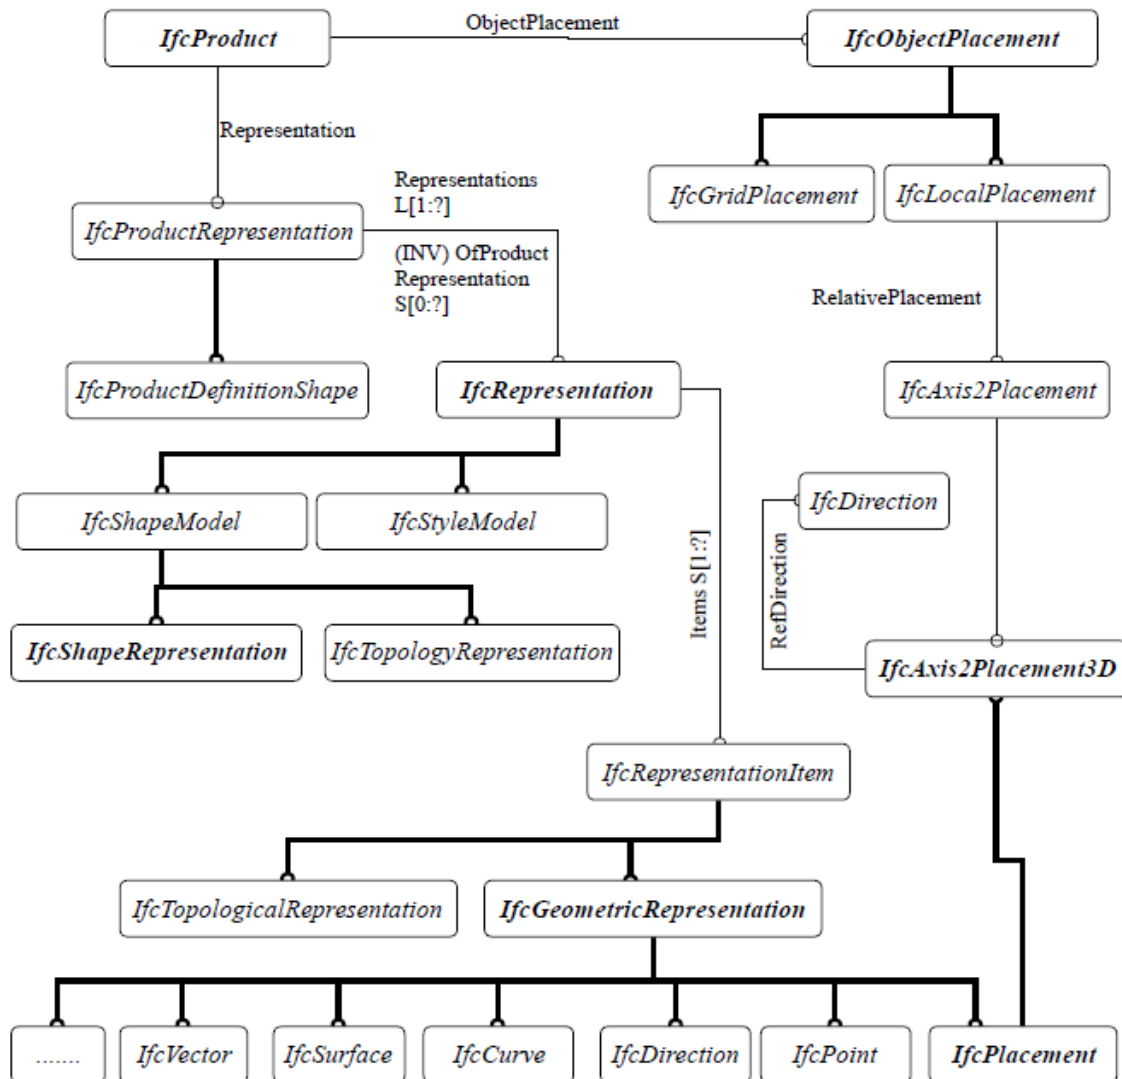 ObjectPlacement
IfcProduct
IfcObjectPlacement
Representation
Representations
L[1:?]
IfcGridPlacement
IfcLocalPlacement
IfcProductRepresentation
(INV) OfProduct
Representation
S[0:?]
RelativePlacement
IfcProductDefinitionShape
IfcRepresentation
IfcAxis2Placement
IfcShapeModel
IfcStyleModel
IfcDirection
Items S[1:?]
RefDirection
IfcShapeRepresentation
IfcTopologyRepresentation
IfcAxis2Placement3D
IfcRepresentationItem
IfcTopologicalRepresentation
IfcGeometricRepresentation
.......
IfcVector
IfcSurface
IfcCurve
IfcDirection
IfcPoint
IfcPlacement